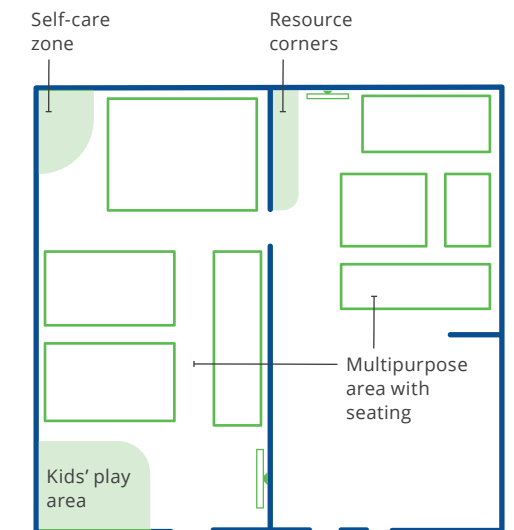 Self-care
zone
Resource
corners
Multipurpose
area with
seating
Kids’ play
area